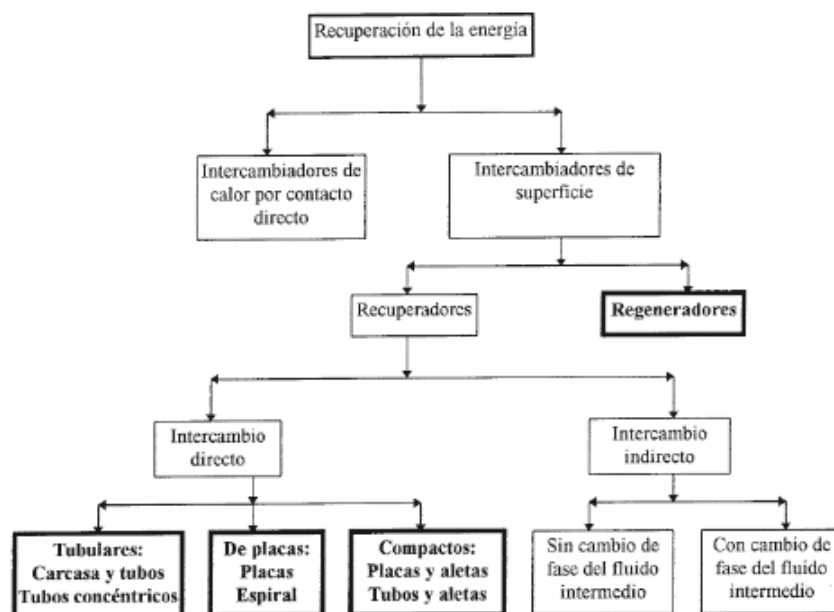 Recuperación de la energía
Intercambiadores de
calor por contacto
directo
Intercambiadores de
superficie
Recuperadores
Regeneradores
Intercambio
directo
Intercambio
indirecto
Tubulares:
Carcasa y tubos
Tubos concéntricos
De placas:
Placas
Espiral
Compactos:
Placas y aletas
Tubos y aletas
Sin cambio de
fase del fluido
intermedio
Con cambio de
fase del fluido
intermedio